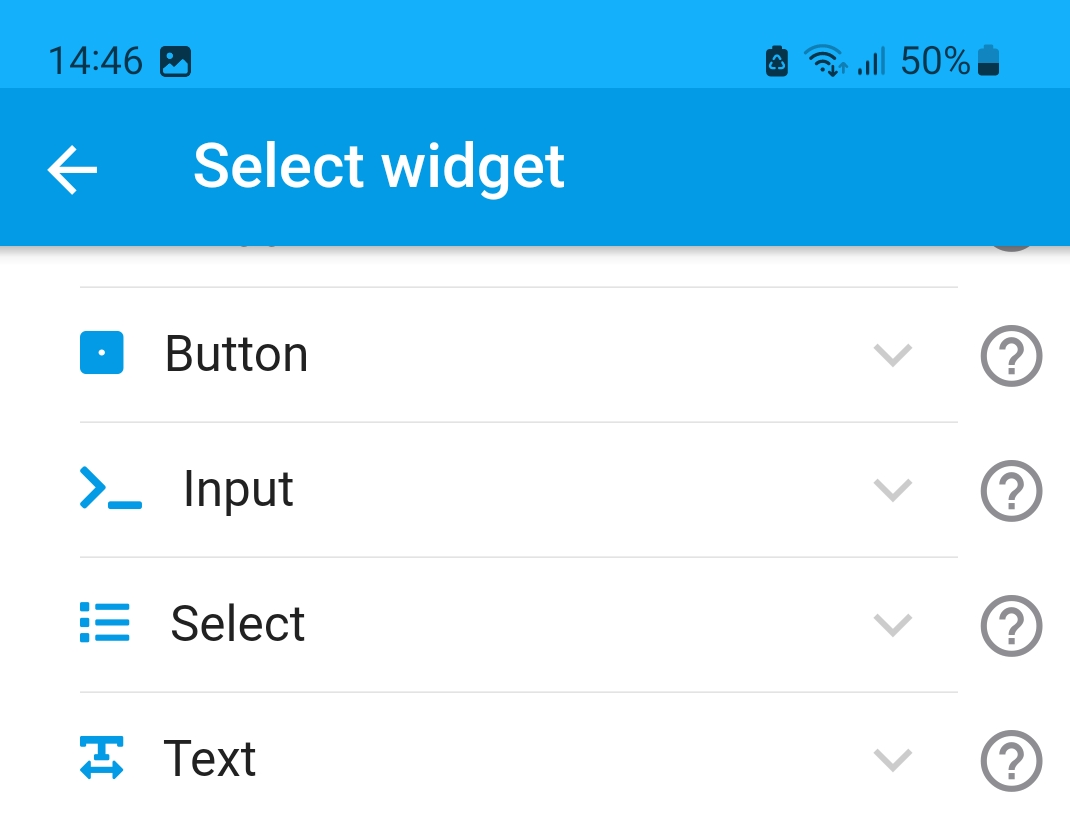 14:46 50%
Select widget
Button
Input
Select
Text